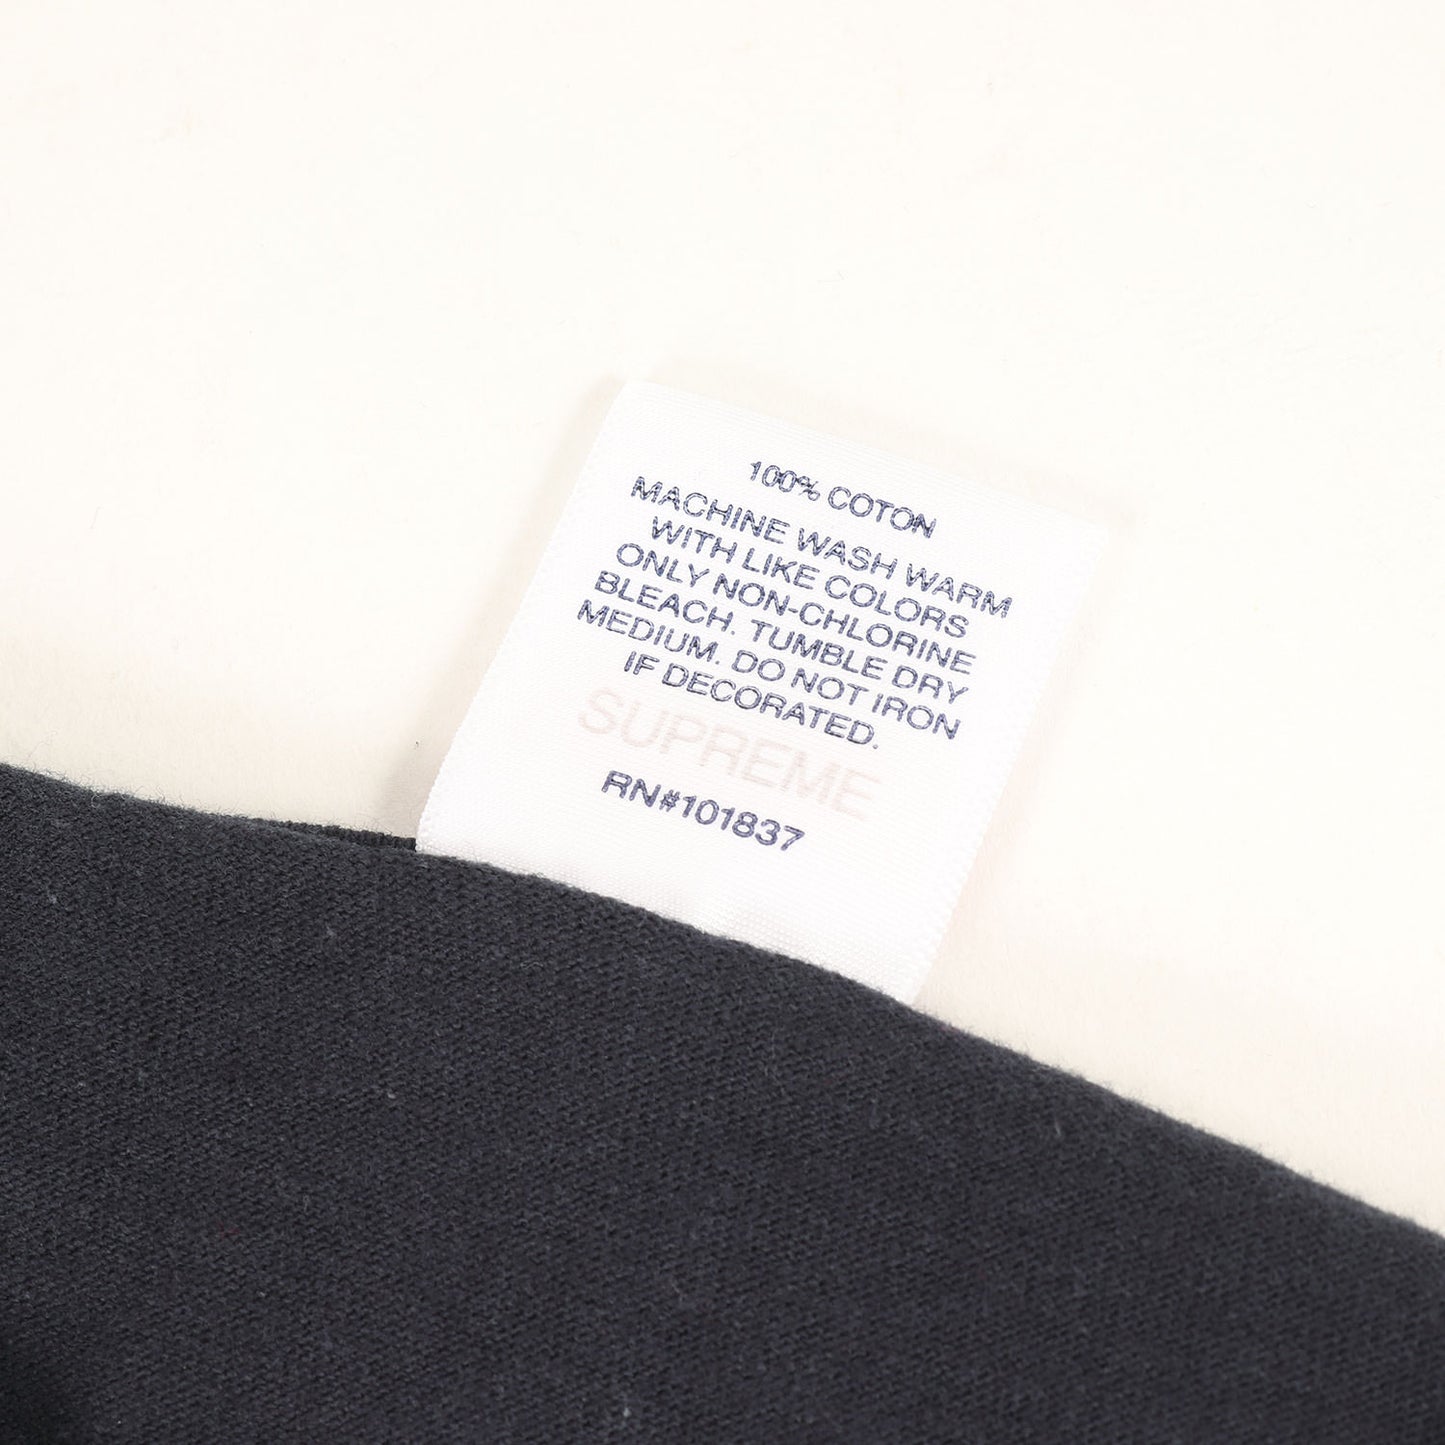 100% COTON
MACHINE WASH WARM
WITH LIKE COLORS
ONLY NON-CHLORINE
BLEACH. TUMBLE DRY
MEDIUM. DO NOT IRON
IF DECORATED.
SUPREME
RN#101837